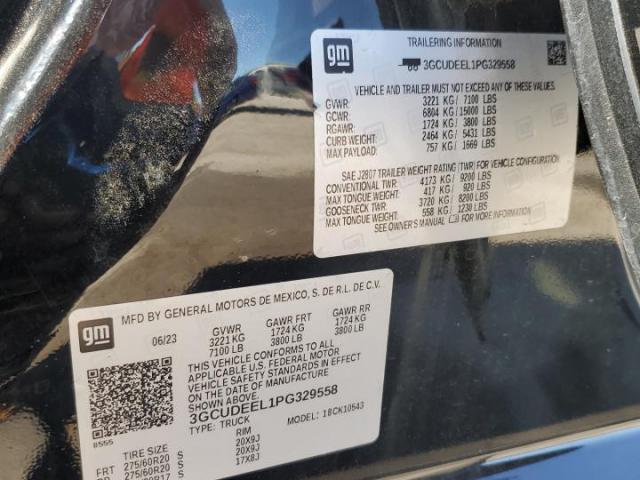 gm
TRAILERING INFORMATION
3GCUDEEL1PG329558
VEHICLE AND TRAILER MUST NOT EXCEED ANY OF THESE VALUES.
GVWR: 3221 KG / 7100 LBS
GCWR: 6804 KG / 15000 LBS
RGAWR: 1724 KG / 3800 LBS
CURB WEIGHT: 2464 KG / 5431 LBS
MAX PAYLOAD: 757 KG / 1669 LBS
SAE J2807 TRAILER WEIGHT RATING (TWR) FOR VEHICLE CONFIGURATION
CONVENTIONAL TWR: 4173 KG / 9200 LBS
MAX TONGUE WEIGHT: 417 KG / 920 LBS
GOOSENECK TWR: 3720 KG / 8200 LBS
MAX TONGUE WEIGHT: 558 KG / 1230 LBS
SEE OWNER'S MANUAL FOR MORE INFORMATION
gm
MFD BY GENERAL MOTORS DE MEXICO, S. DE R.L. DE C.V.
06/23 GVWR GAWR FRT GAWR RR
3221 KG 1724 KG 1724 KG
7100 LB 3800 LB 3800 LB
THIS VEHICLE CONFORMS TO ALL
APPLICABLE U.S. FEDERAL MOTOR
VEHICLE SAFETY STANDARDS IN EFFECT
ON THE DATE OF MANUFACTURE
3GCUDEEL1PG329558
TYPE: TRUCK MODEL: 18CK10543
8555
TIRE SIZE RIM
FRT 275/60R20 S 20X9J
275/60R20 S 20X9J
17X8J